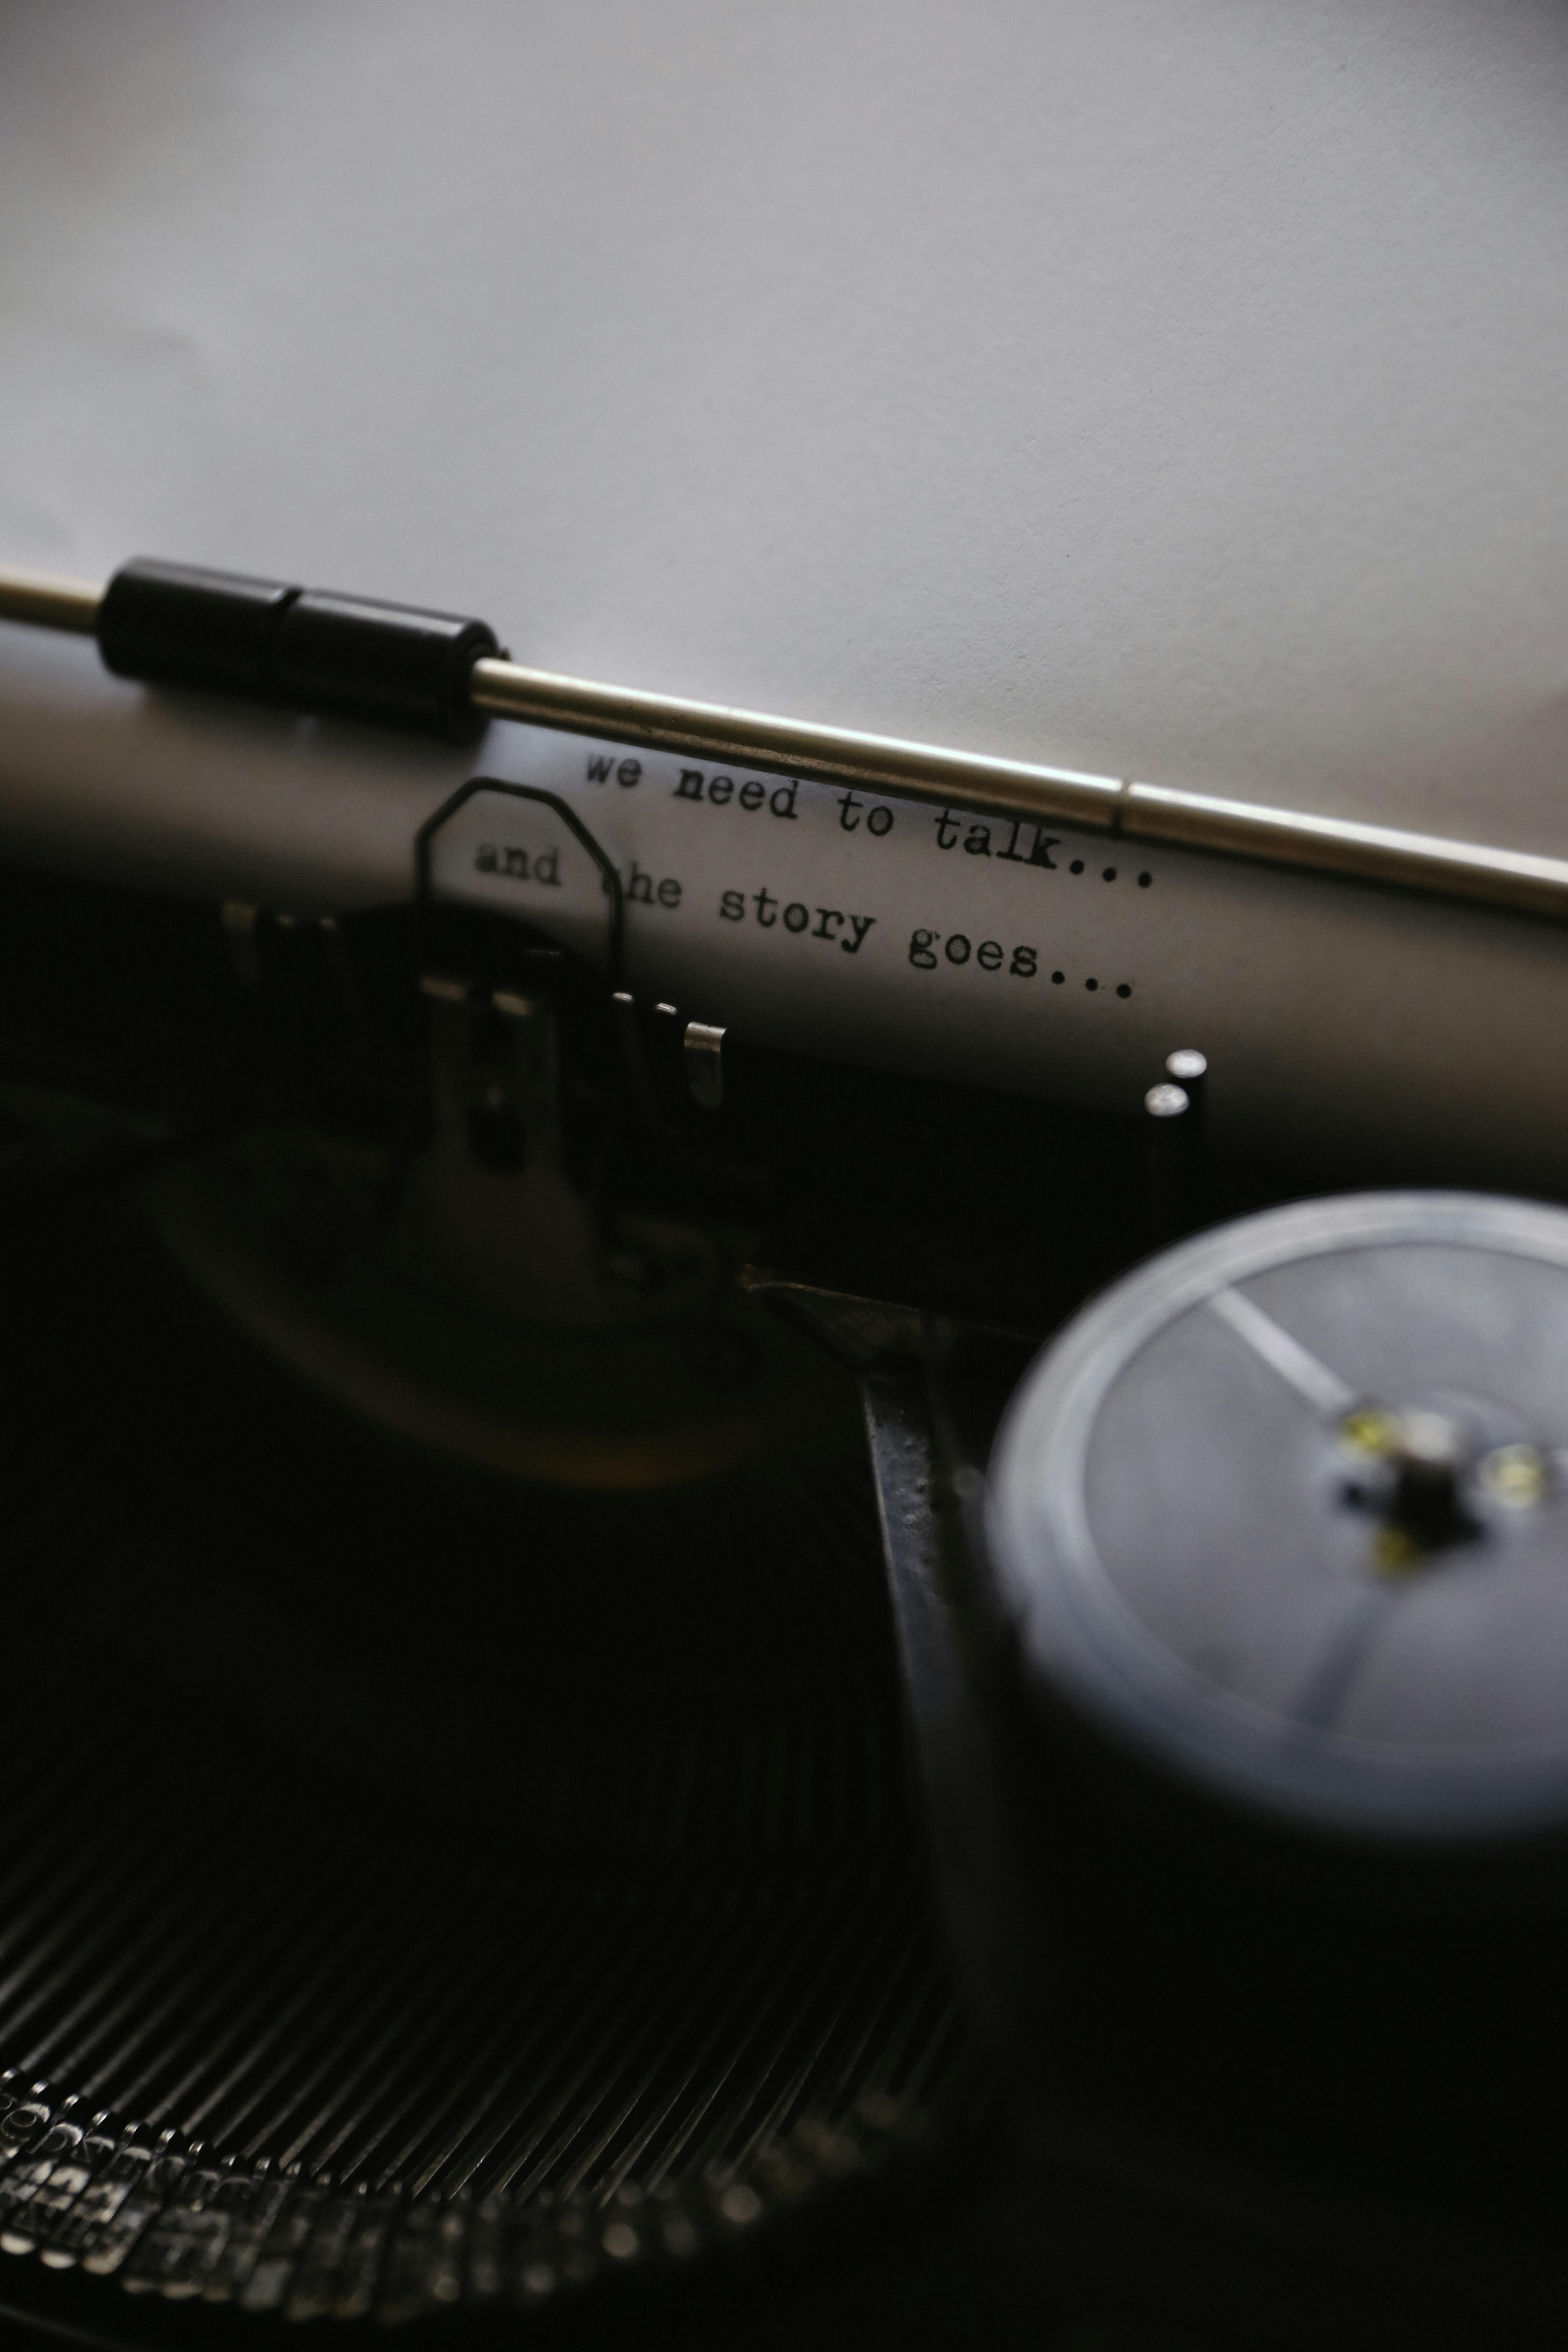 we need to talk...
and the story goes...